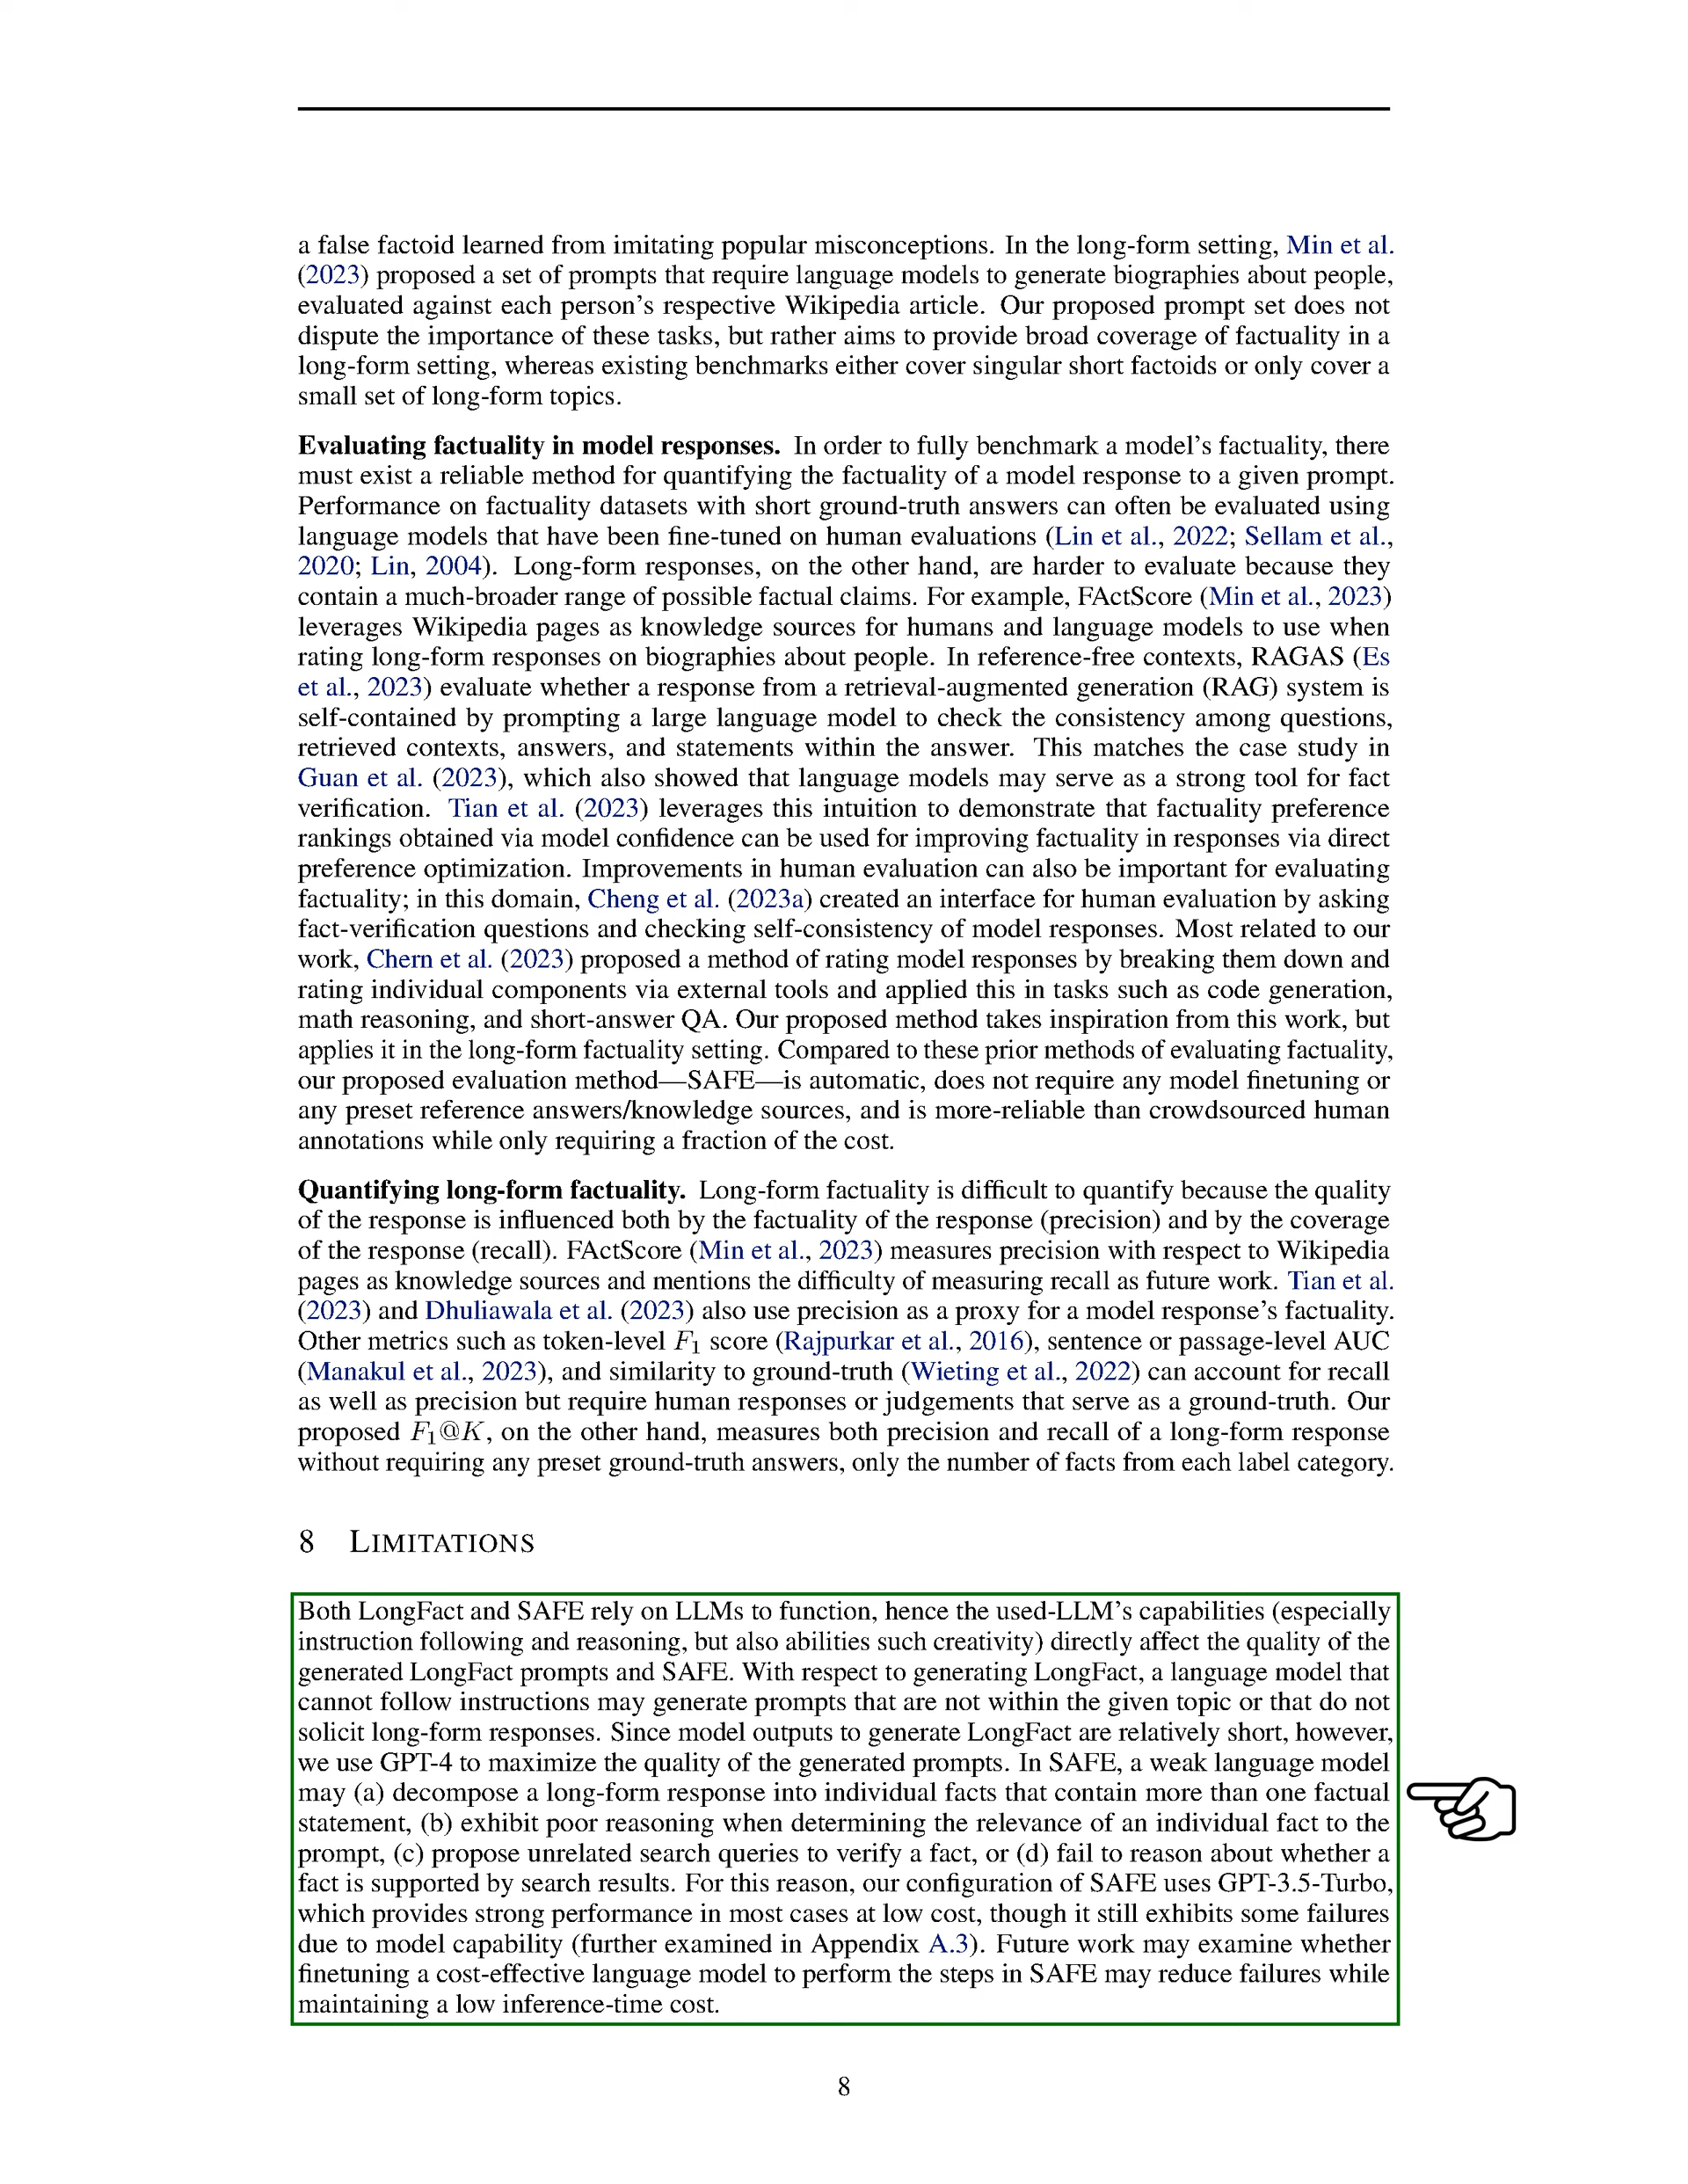 a false factoid learned from imitating popular misconceptions. In the long-form setting, Min et al.
(2023) proposed a set of prompts that require language models to generate biographies about people,
evaluated against each person's respective Wikipedia article. Our proposed prompt set does not
dispute the importance of these tasks, but rather aims to provide broad coverage of factuality in a
long-form setting, whereas existing benchmarks either cover singular short factoids or only cover a
small set of long-form topics.
Evaluating factuality in model responses. In order to fully benchmark a model's factuality, there
must exist a reliable method for quantifying the factuality of a model response to a given prompt.
Performance on factuality datasets with short ground-truth answers can often be evaluated using
language models that have been fine-tuned on human evaluations (Lin et al., 2022; Sellam et al.,
2020; Lin, 2004). Long-form responses, on the other hand, are harder to evaluate because they
contain a much-broader range of possible factual claims. For example, FActScore (Min et al., 2023)
leverages Wikipedia pages as knowledge sources for humans and language models to use when
rating long-form responses on biographies about people. In reference-free contexts, RAGAS (Es
et al., 2023) evaluate whether a response from a retrieval-augmented generation (RAG) system is
self-contained by prompting a large language model to check the consistency among questions,
retrieved contexts, answers, and statements within the answer. This matches the case study in
Guan et al. (2023), which also showed that language models may serve as a strong tool for fact
verification. Tian et al. (2023) leverages this intuition to demonstrate that factuality preference
rankings obtained via model confidence can be used for improving factuality in responses via direct
preference optimization. Improvements in human evaluation can also be important for evaluating
factuality; in this domain, Cheng et al. (2023a) created an interface for human evaluation by asking
fact-verification questions and checking self-consistency of model responses. Most related to our
work, Chern et al. (2023) proposed a method of rating model responses by breaking them down and
rating individual components via external tools and applied this in tasks such as code generation,
math reasoning, and short-answer QA. Our proposed method takes inspiration from this work, but
applies it in the long-form factuality setting. Compared to these prior methods of evaluating factuality,
our proposed evaluation method—SAFE—is automatic, does not require any model finetuning or
any preset reference answers/knowledge sources, and is more-reliable than crowdsourced human
annotations while only requiring a fraction of the cost.
Quantifying long-form factuality. Long-form factuality is difficult to quantify because the quality
of the response is influenced both by the factuality of the response (precision) and by the coverage
of the response (recall). FActScore (Min et al., 2023) measures precision with respect to Wikipedia
pages as knowledge sources and mentions the difficulty of measuring recall as future work. Tian et al.
(2023) and Dhuliawala et al. (2023) also use precision as a proxy for a model response's factuality.
Other metrics such as token-level F1 score (Rajpurkar et al., 2016), sentence or passage-level AUC
(Manakul et al., 2023), and similarity to ground-truth (Wieting et al., 2022) can account for recall
as well as precision but require human responses or judgements that serve as a ground-truth. Our
proposed F1@K, on the other hand, measures both precision and recall of a long-form response
without requiring any preset ground-truth answers, only the number of facts from each label category.
8 LIMITATIONS
Both LongFact and SAFE rely on LLMs to function, hence the used-LLM's capabilities (especially
instruction following and reasoning, but also abilities such creativity) directly affect the quality of the
generated LongFact prompts and SAFE. With respect to generating LongFact, a language model that
cannot follow instructions may generate prompts that are not within the given topic or that do not
solicit long-form responses. Since model outputs to generate LongFact are relatively short, however,
we use GPT-4 to maximize the quality of the generated prompts. In SAFE, a weak language model
may (a) decompose a long-form response into individual facts that contain more than one factual
statement, (b) exhibit poor reasoning when determining the relevance of an individual fact to the
prompt, (c) propose unrelated search queries to verify a fact, or (d) fail to reason about whether a
fact is supported by search results. For this reason, our configuration of SAFE uses GPT-3.5-Turbo,
which provides strong performance in most cases at low cost, though it still exhibits some failures
due to model capability (further examined in Appendix A.3). Future work may examine whether
finetuning a cost-effective language model to perform the steps in SAFE may reduce failures while
maintaining a low inference-time cost.
8